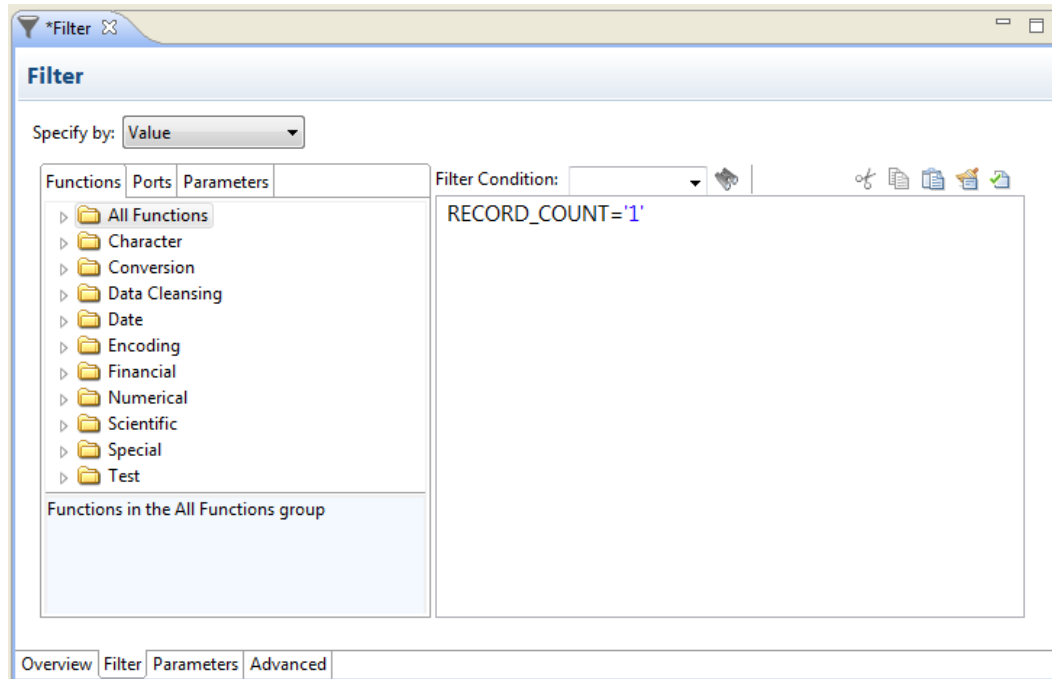 *Filter
Filter
Specify by: Value
Functions Ports Parameters
Filter Condition:
All Functions
Character
Conversion
Data Cleansing
Date
Encoding
Financial
Numerical
Scientific
Special
Test
Functions in the All Functions group
RECORD_COUNT='1'
Overview Filter Parameters Advanced